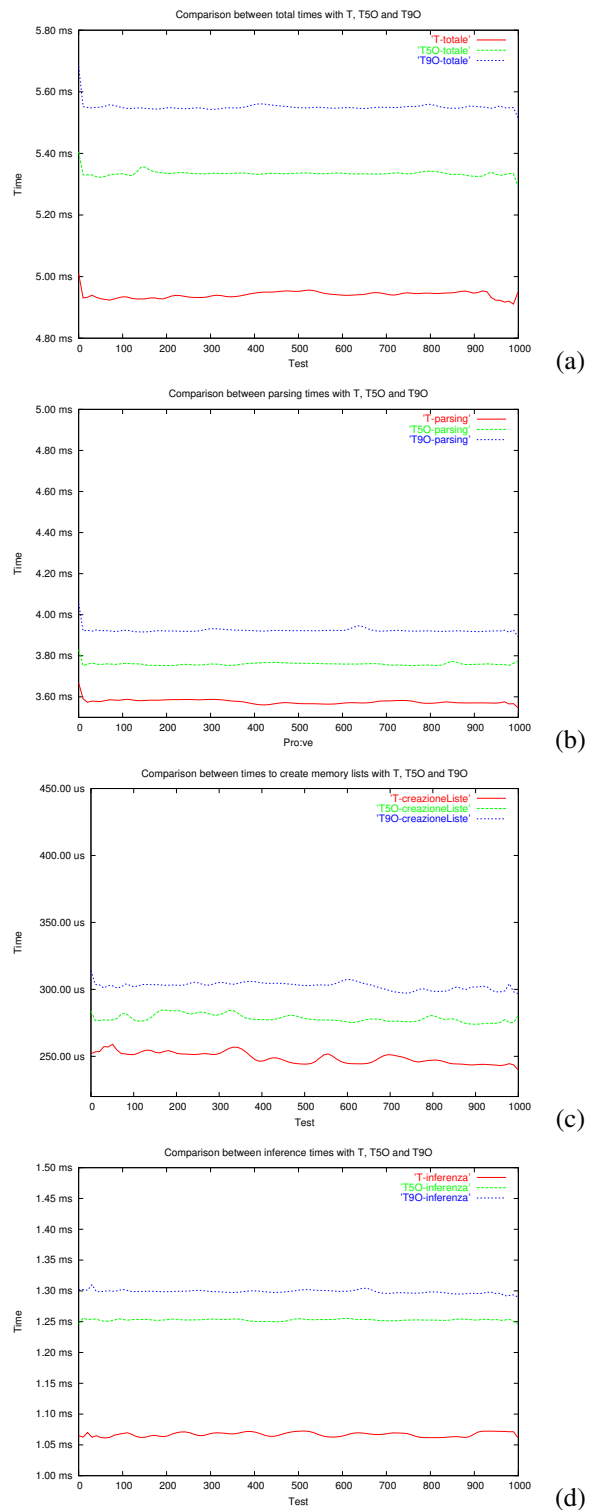 Comparison between total times with T, T5O and T9O
5.80 ms
'T-totale'
'T5O-totale'
'T9O-totale'
5.60 ms
5.40 ms
Time
5.20 ms
5.00 ms
4.80 ms
0 100 200 300 400 500 600 700 800 900 1000
Test
(a)
Comparison between parsing times with T, T5O and T9O
5.00 ms
'T-parsing'
'T5O-parsing'
'T9O-parsing'
4.80 ms
4.60 ms
4.40 ms
Time
4.20 ms
4.00 ms
3.80 ms
3.60 ms
0 100 200 300 400 500 600 700 800 900 1000
Pro:ve
(b)
Comparison between times to create memory lists with T, T5O and T9O
450.00 us
'T-creazioneListe'
'T5O-creazioneListe'
'T9O-creazioneListe'
400.00 us
350.00 us
Time
300.00 us
250.00 us
0 100 200 300 400 500 600 700 800 900 1000
Test
(c)
Comparison between inference times with T, T5O and T9O
1.50 ms
'T-inferenza'
'T5O-inferenza'
'T9O-inferenza'
1.45 ms
1.40 ms
1.35 ms
1.30 ms
Time
1.25 ms
1.20 ms
1.15 ms
1.10 ms
1.05 ms
1.00 ms
0 100 200 300 400 500 600 700 800 900 1000
Test
(d)